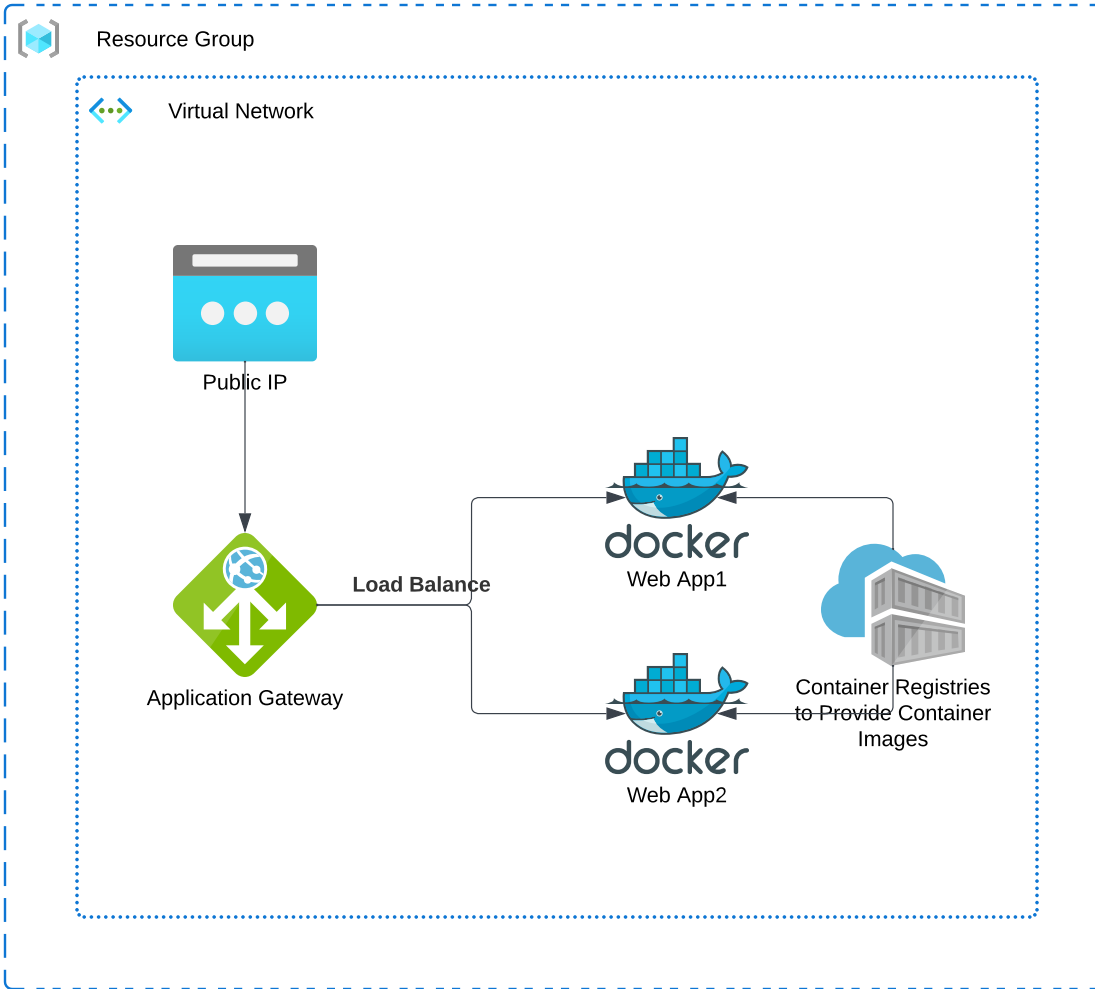 Resource Group
Virtual Network
Public IP
Load Balance
Application Gateway
docker
Web App1
docker
Web App2
Container Registries
to Provide Container
Images